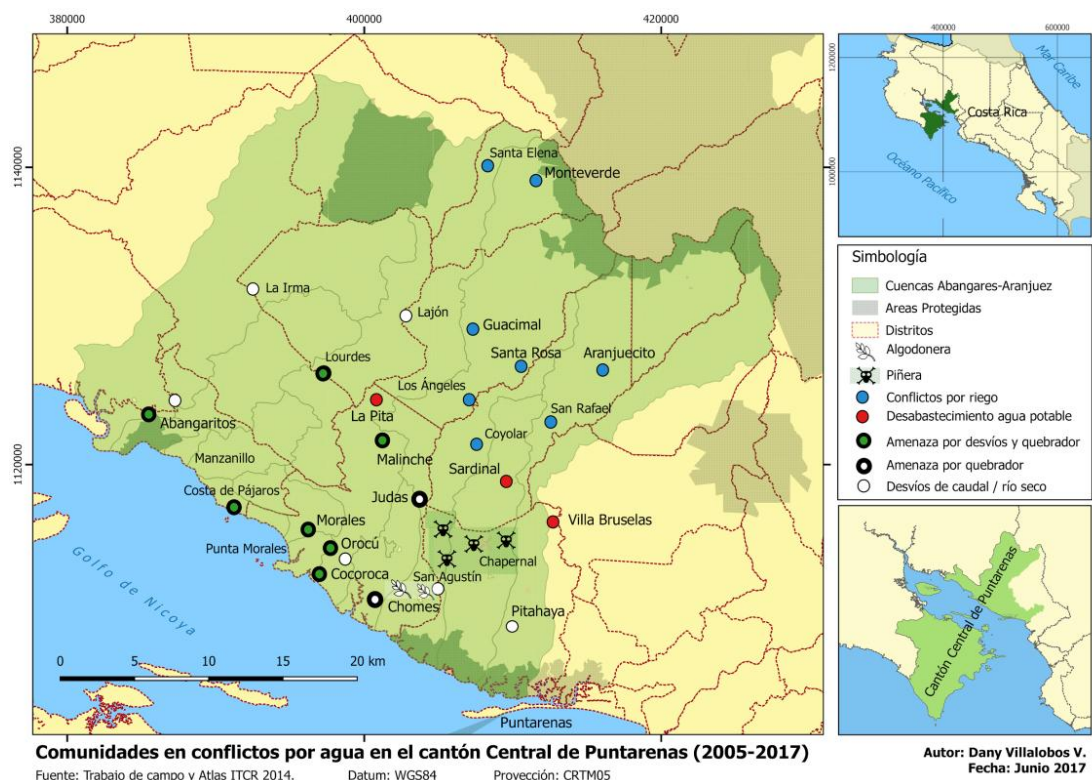 380000
400000
420000
1140000
1120000
Santa Elena
Monteverde
La Irma
Lajón
Guacimal
Santa Rosa
Aranjuecito
Lourdes
Los Ángeles
La Pita
San Rafael
Abangaritos
Malinche
Coyolar
Manzanillo
Sardinal
Costa de Pájaros
Judas
Villa Bruselas
Morales
Punta Morales
Orocú
Chapernal
Cocoroca
San Agustín
Chomes
Pitahaya
Golfo de Nicoya
0 5 10 15 20 km
Puntarenas
400000
600000
1200000
1000000
Mar Caribe
Costa Rica
Océano Pacífico
Simbología
Cuencas Abangares-Aranjuez
Areas Protegidas
Distritos
Algodonera
Piñera
Conflictos por riego
Desabastecimiento agua potable
Amenaza por desvíos y quebrador
Amenaza por quebrador
Desvíos de caudal / río seco
Cantón Central de Puntarenas
Comunidades en conflictos por agua en el cantón Central de Puntarenas (2005-2017)
Fuente: Trabajo de campo y Atlas ITCR 2014. Datum: WGS84 Proyección: CRTM05
Autor: Dany Villalobos V.
Fecha: Junio 2017